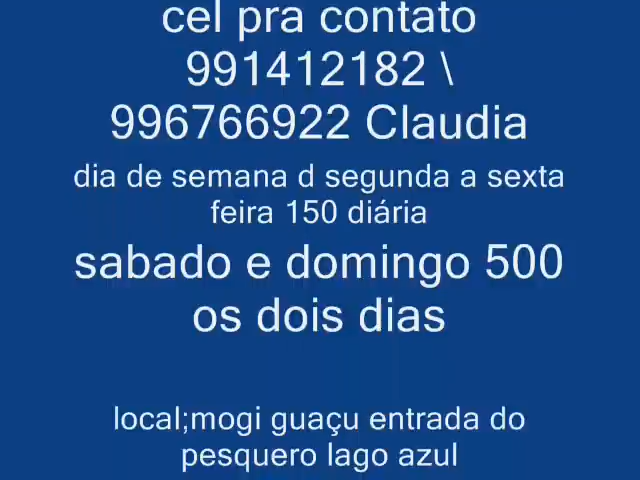 cel pra contato
991412182 \
996766922 Claudia
dia de semana d segunda a sexta
feira 150 diária
sabado e domingo 500
os dois dias
local;mogi guaçu entrada do
pesquero lago azul